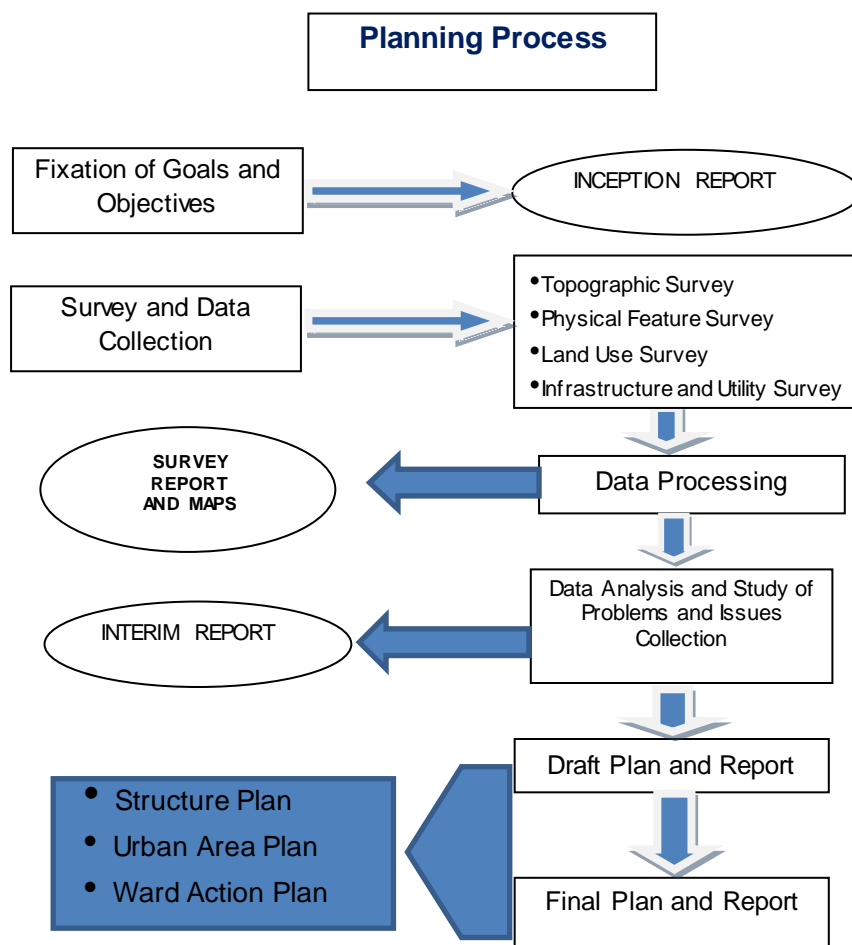 Planning Process
Fixation of Goals and
Objectives
INCEPTION REPORT
Survey and Data
Collection
•Topographic Survey
•Physical Feature Survey
•Land Use Survey
•Infrastructure and Utility Survey
SURVEY
REPORT
AND MAPS
Data Processing
Data Analysis and Study of
Problems and Issues
Collection
INTERIM REPORT
Draft Plan and Report
• Structure Plan
• Urban Area Plan
• Ward Action Plan
Final Plan and Report